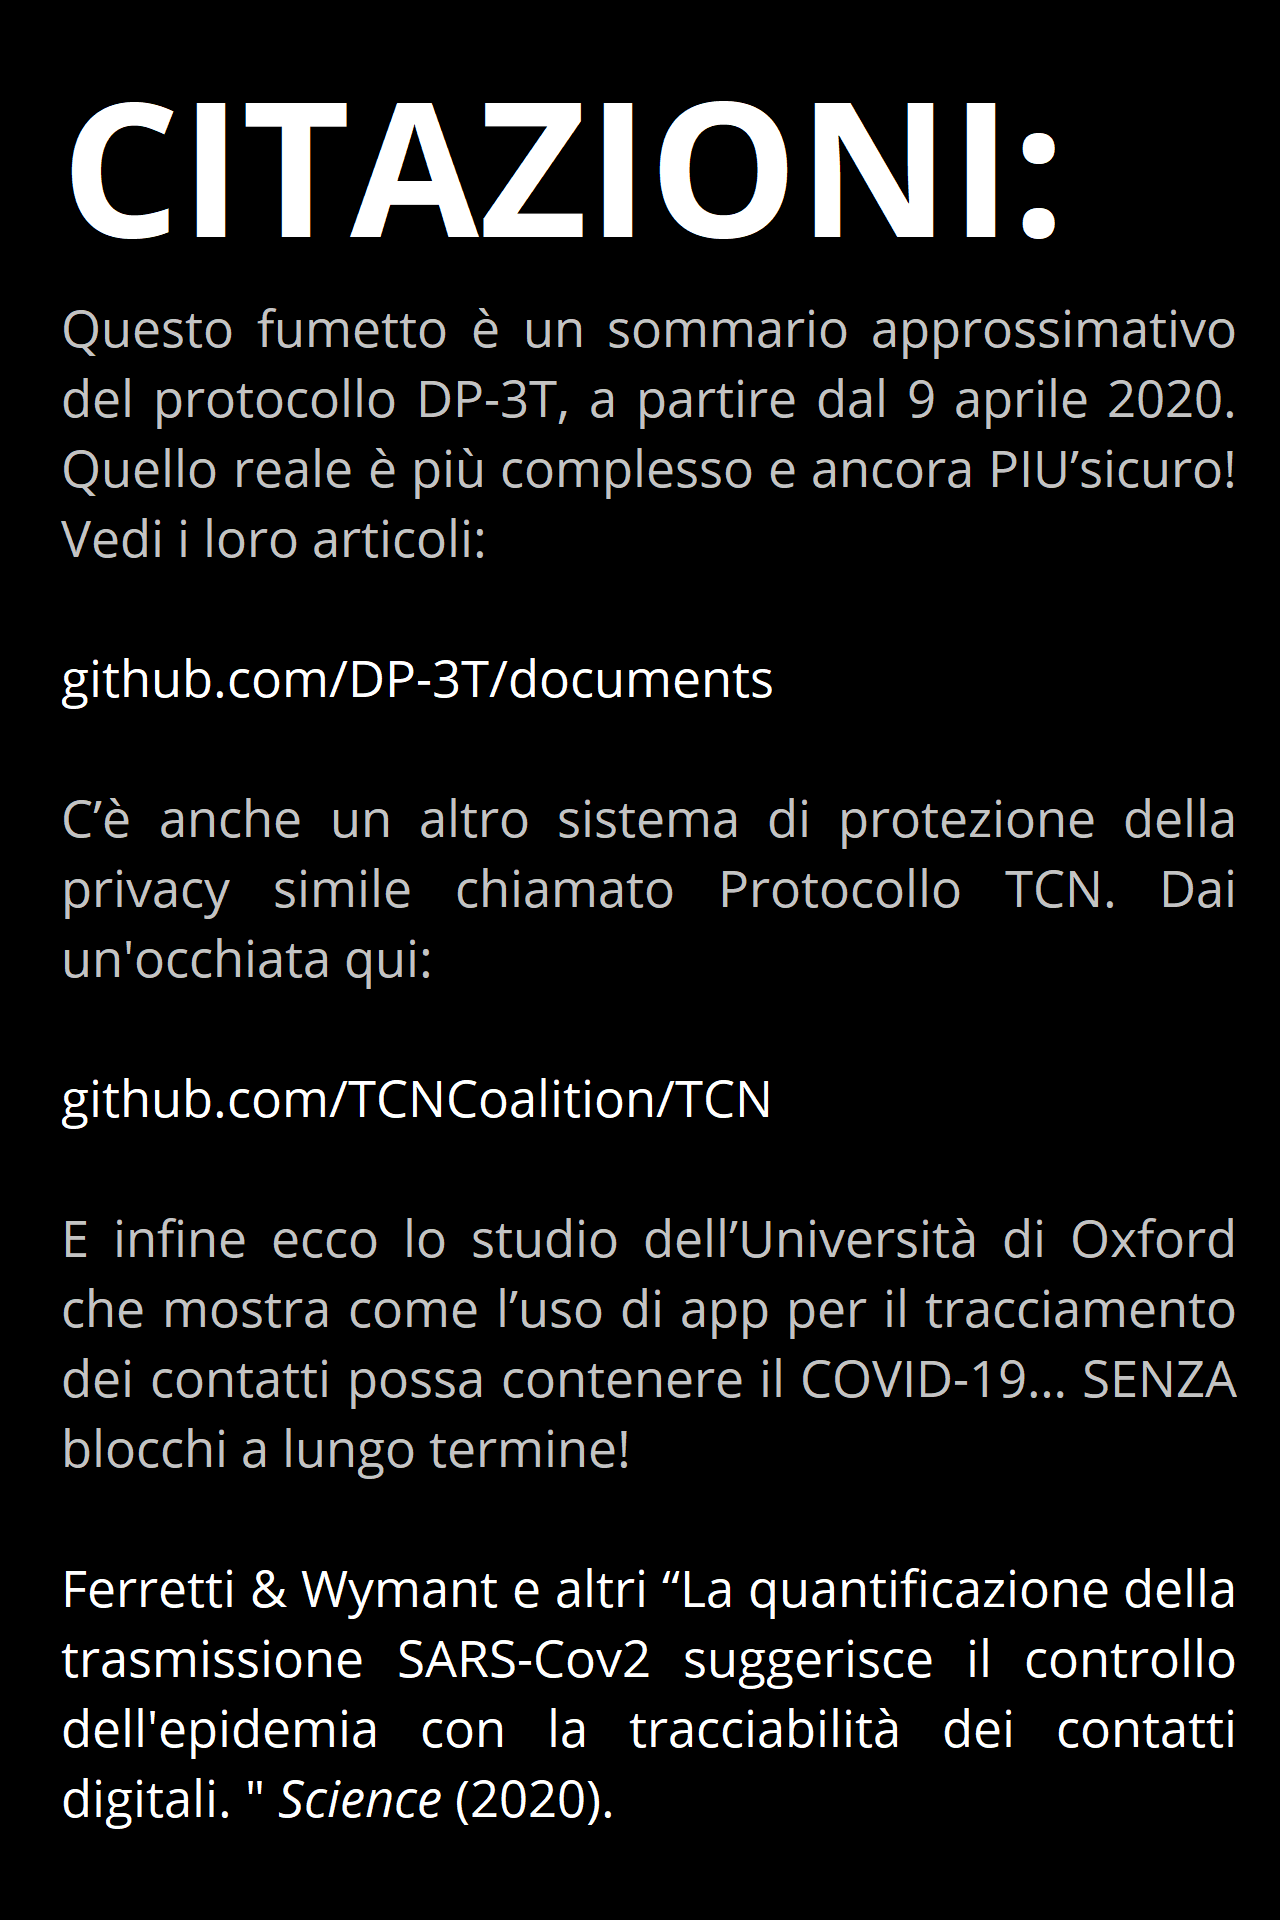 CITAZIONI:
Questo fumetto è un sommario approssimativo
del protocollo DP-3T, a partire dal 9 aprile 2020.
Quello reale è più complesso e ancora PIU’sicuro!
Vedi i loro articoli:
github.com/DP-3T/documents
C’è anche un altro sistema di protezione della
privacy simile chiamato Protocollo TCN. Dai
un'occhiata qui:
github.com/TCNCoalition/TCN
E infine ecco lo studio dell’Università di Oxford
che mostra come l’uso di app per il tracciamento
dei contatti possa contenere il COVID-19... SENZA
blocchi a lungo termine!
Ferretti & Wymant e altri “La quantificazione della
trasmissione SARS-Cov2 suggerisce il controllo
dell'epidemia con la tracciabilità dei contatti
digitali. " Science (2020).